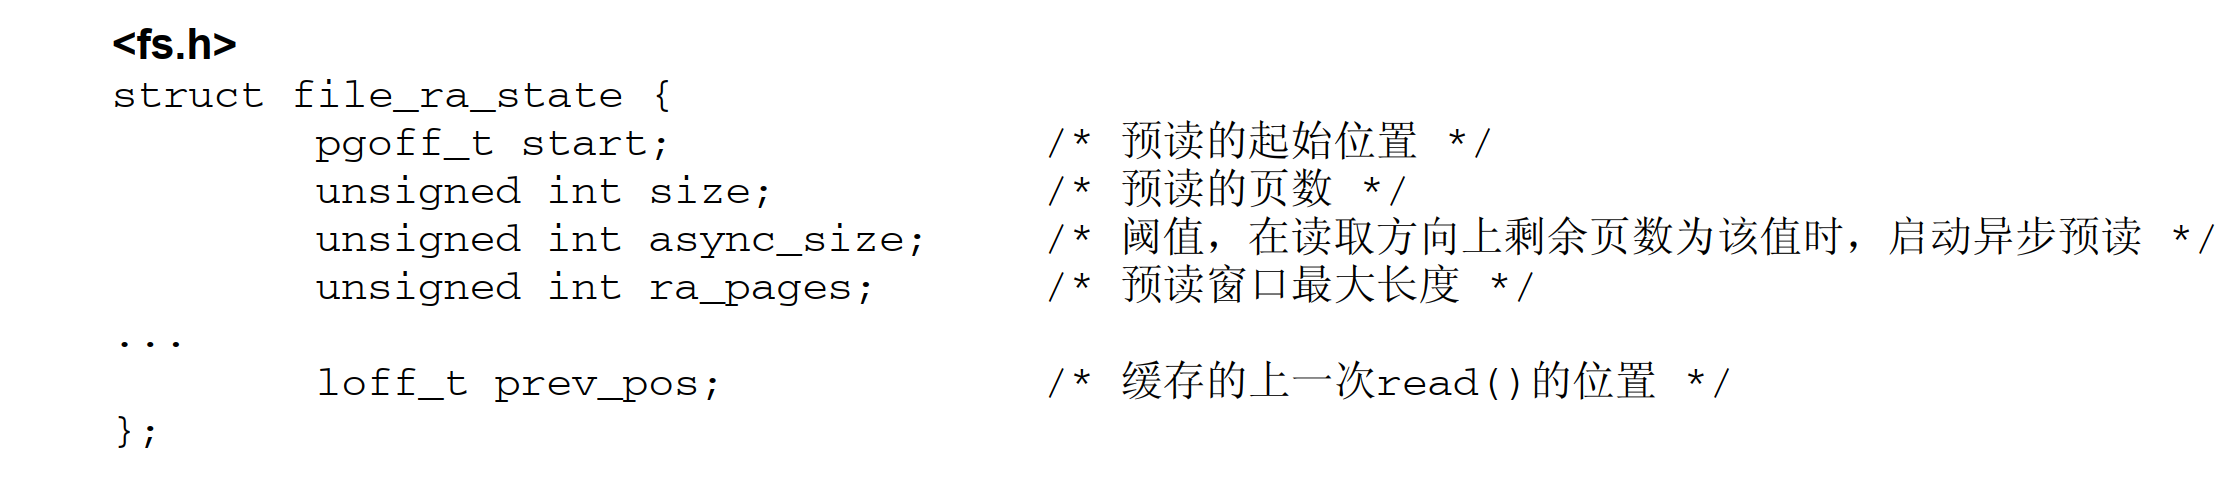 <fs.h>
struct file_ra_state {
pgoff_t start; /* 预读的起始位置 */
unsigned int size; /* 预读的页数 */
unsigned int async_size; /* 阈值，在读取方向上剩余页数为该值时，启动异步预读 */
unsigned int ra_pages; /* 预读窗口最大长度 */
...
loff_t prev_pos; /* 缓存的上一次read()的位置 */
};